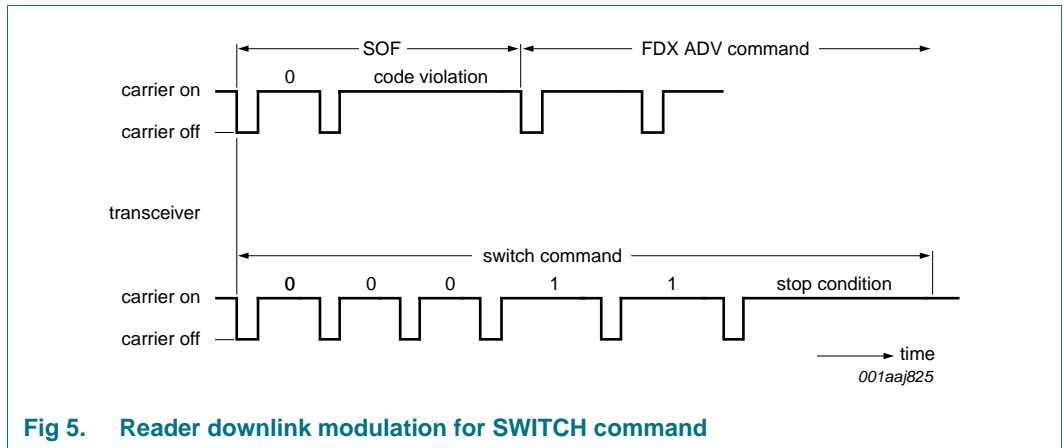 SOF FDX ADV command
0 code violation
carrier on
carrier off
transceiver
switch command
0 0 0 1 1 stop condition
carrier on
carrier off
time
001aaj825
Fig 5. Reader downlink modulation for SWITCH command